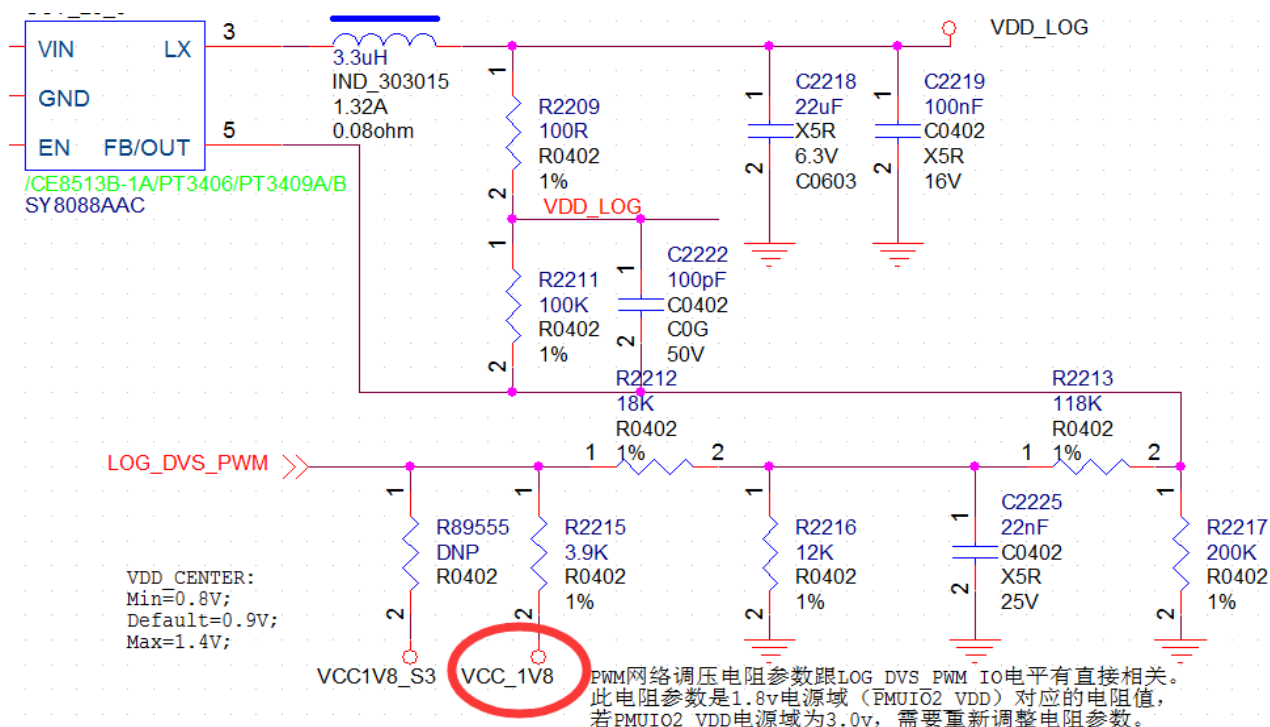 VIN
LX
3
GND
EN
FB/OUT
5
/CE8513B-1A/PT3406/PT3409A/B
SY8088AAC
3.3uH
IND_303015
1.32A
0.08ohm
1
R2209
100R
R0402
1%
2
VDD_LOG
1
R2211
100K
R0402
1%
2
1
C2222
100pF
C0402
C0G
50V
2
VDD_LOG
1
C2218
22uF
X5R
6.3V
C0603
2
1
C2219
100nF
C0402
X5R
16V
2
LOG_DVS_PWM
R2212
18K
R0402
1%
1
2
R2213
118K
R0402
1%
1
2
1
R89555
DNP
R0402
2
VCC1V8_S3
1
R2215
3.9K
R0402
1%
2
VCC_1V8
1
R2216
12K
R0402
1%
2
1
C2225
22nF
C0402
X5R
25V
2
1
R2217
200K
R0402
1%
2
VDD_CENTER:
Min=0.8V;
Default=0.9V;
Max=1.4V;
PWM网络调压电阻参数跟LOG_DVS_PWM IO电平有直接相关。
此电阻参数是1.8v电源域（PMUIO2_VDD）对应的电阻值，
若PMUIO2_VDD电源域为3.0v，需要重新调整电阻参数。